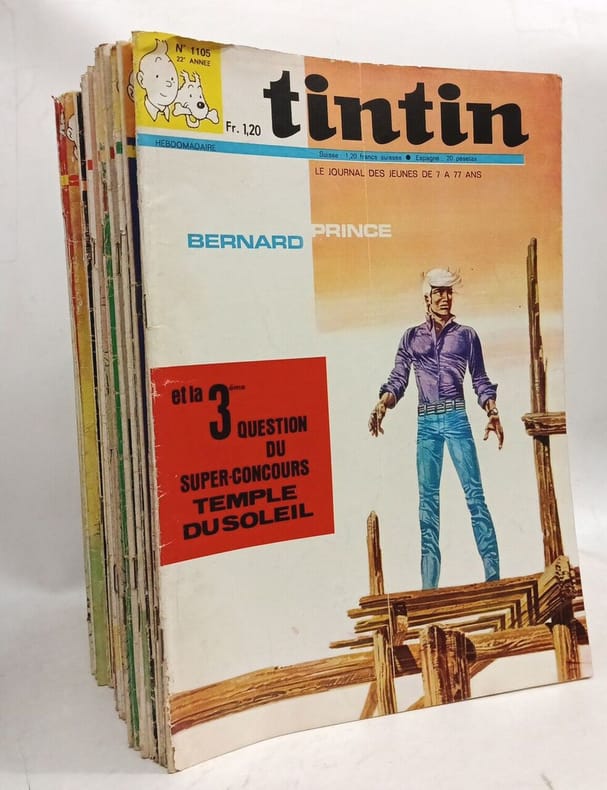 N° 1105
22e ANNEE
Fr. 1,20
tintin
HEBDOMADAIRE
Suisse : 1,20 francs suisses ● Espagne : 20 pesetas
LE JOURNAL DES JEUNES DE 7 A 77 ANS
BERNARD PRINCE
et la
3ème QUESTION
DU
SUPER-CONCOURS
TEMPLE
DU SOLEIL